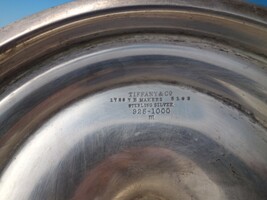 TIFFANY & Co
MAKERS
STERLING SILVER
925-1000
M